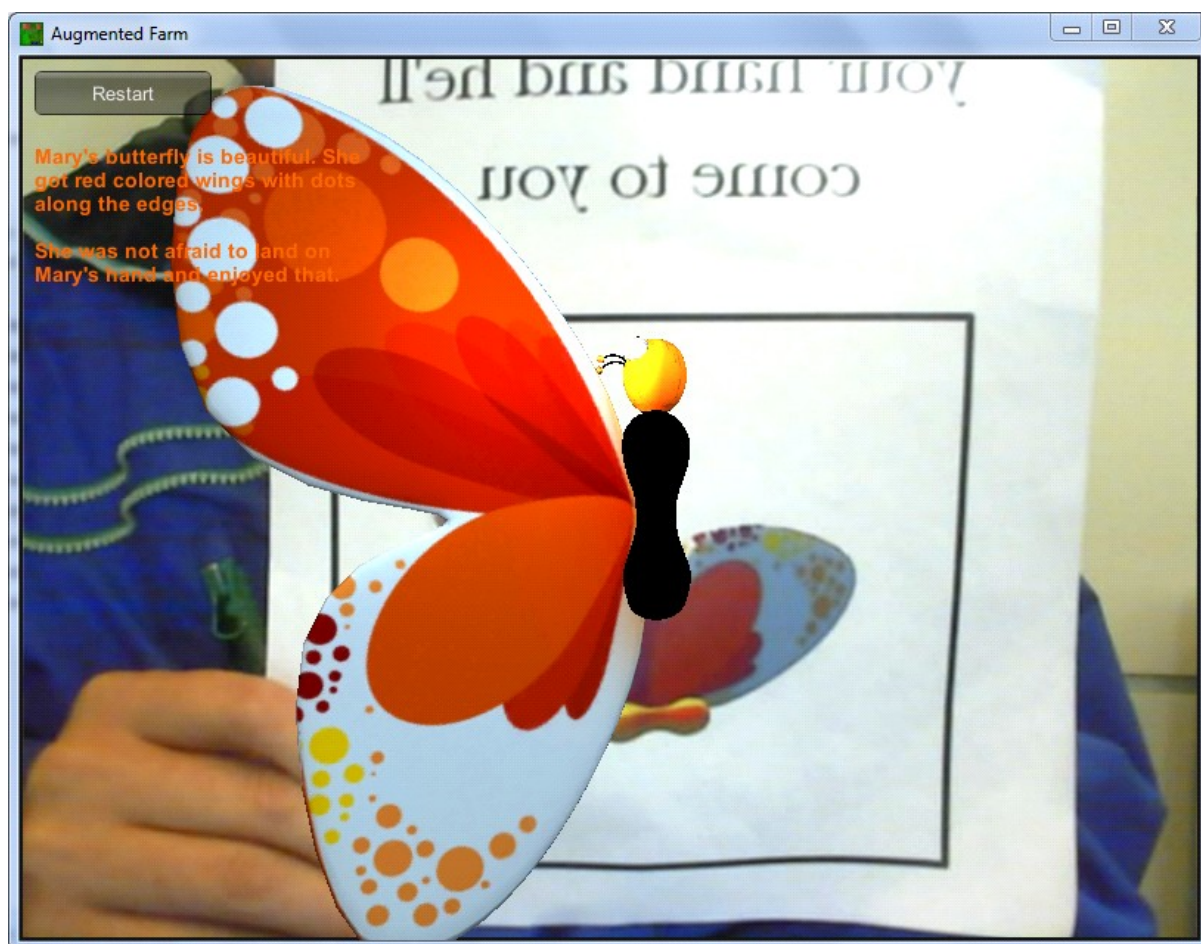 Augmented Farm
Restart
Mary's butterfly is beautiful. She
got red colored wings with dots
along the edges.
She was not afraid to land on
Mary's hand and enjoyed that.
your hand and he'll
come to you